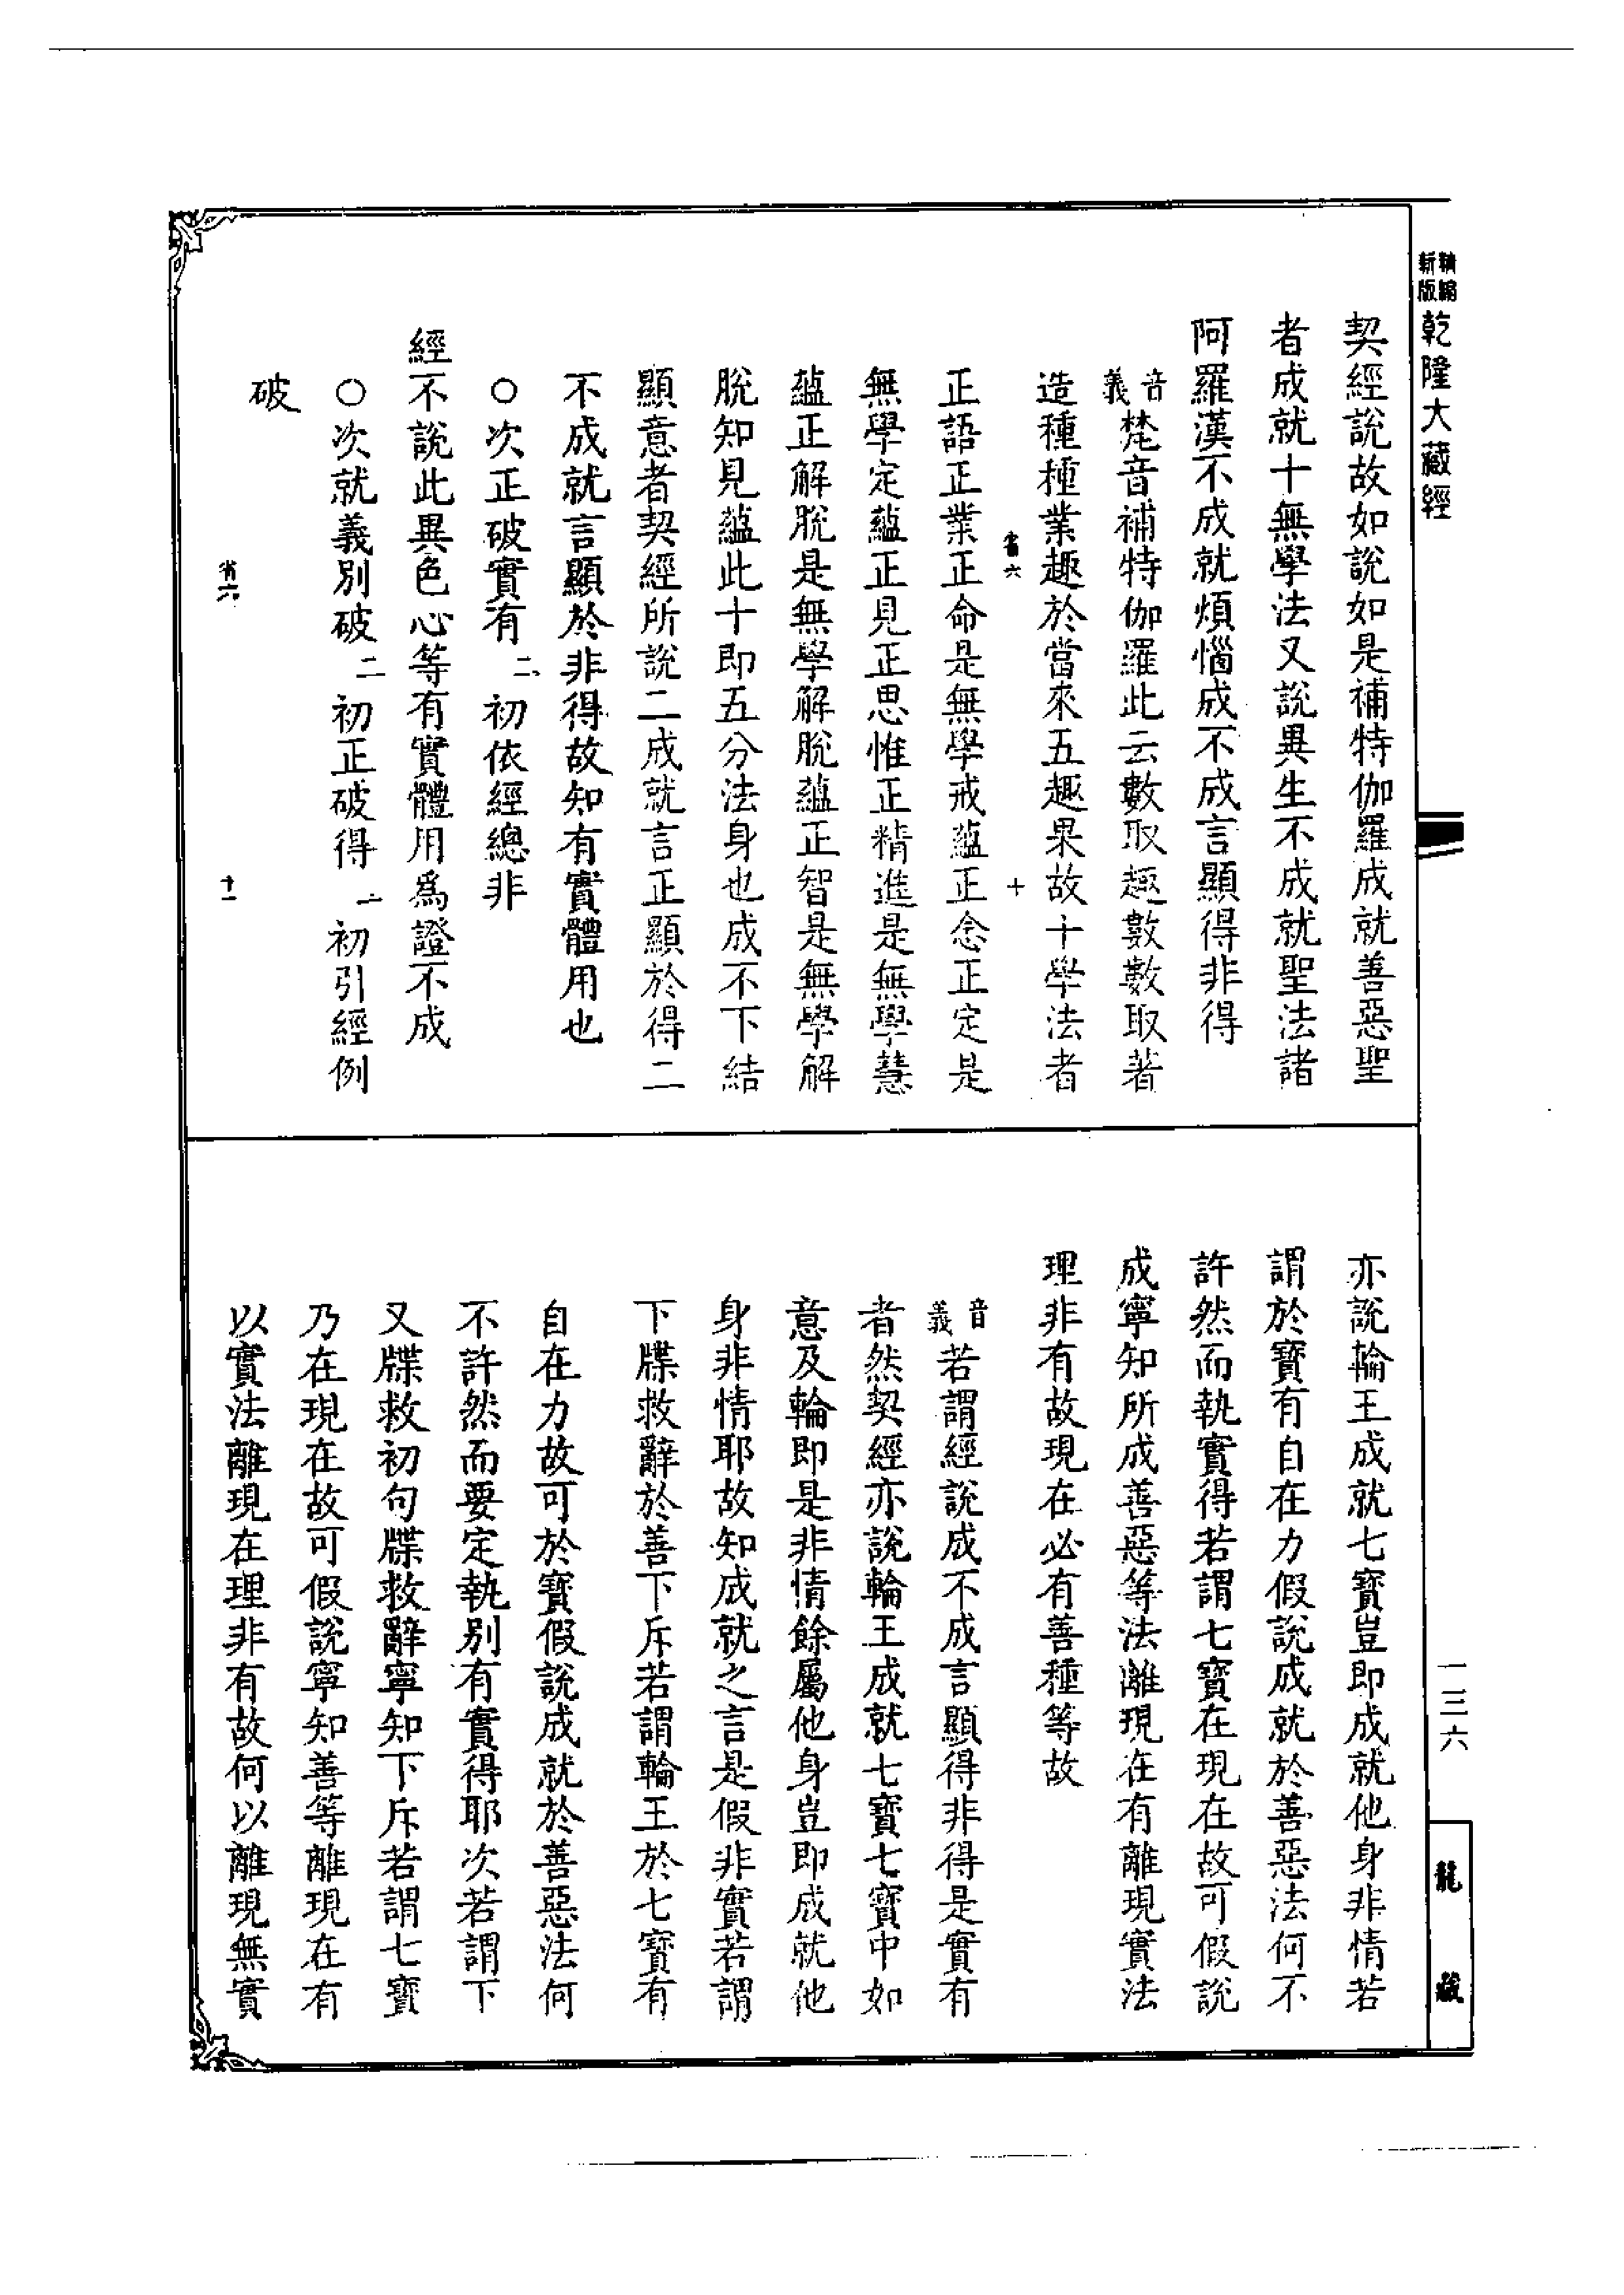 新版精縮乾隆大藏經
契經說故如說如是補特伽羅成就善惡聖
者成就十無學法又說異生不成就聖法諸
阿羅漢不成就煩惱成不成言顯得非得
音義梵音補特伽羅此云數取趣數數取著
造種種業趣於當來五趣果故十學法者
省六 十
正語正業正命是無學戒蘊正念正定是
無學定蘊正見正思惟正精進是無學慧
蘊正解脫是無學解脫蘊正智是無學解
脫知見蘊此十即五分法身也成不下結
顯意者契經所說二成就言正顯於得二
不成就言顯於非得故知有實體用也
○次正破實有二初依經總非
經不說此異色心等有實體用為證不成
○次就義別破二初正破得二初引經例
破
省六 十一
亦說輪王成就七寶豈即成就他身非情若
謂於寶有自在力假說成就於善惡法何不
許然而執實得若謂七寶在現在故可假說
成寧知所成善惡等法離現在有離現實法
理非有故現在必有善種等故
音義若謂經說成不成言顯得非得是實有
者然契經亦說輪王成就七寶七寶中如
意及輪即是非情餘屬他身豈即成就他
身非情耶故知成就之言是假非實若謂
下牒救辭於善下斥若謂輪王於七寶有
自在力故可於寶假說成就於善惡法何
不許然而要定執別有實得耶次若謂下
又牒救初句牒救辭寧知下斥若謂七寶
乃在現在故可假說寧知善等離現在有
以實法離現在理非有故何以離現無實
一三六
龍藏